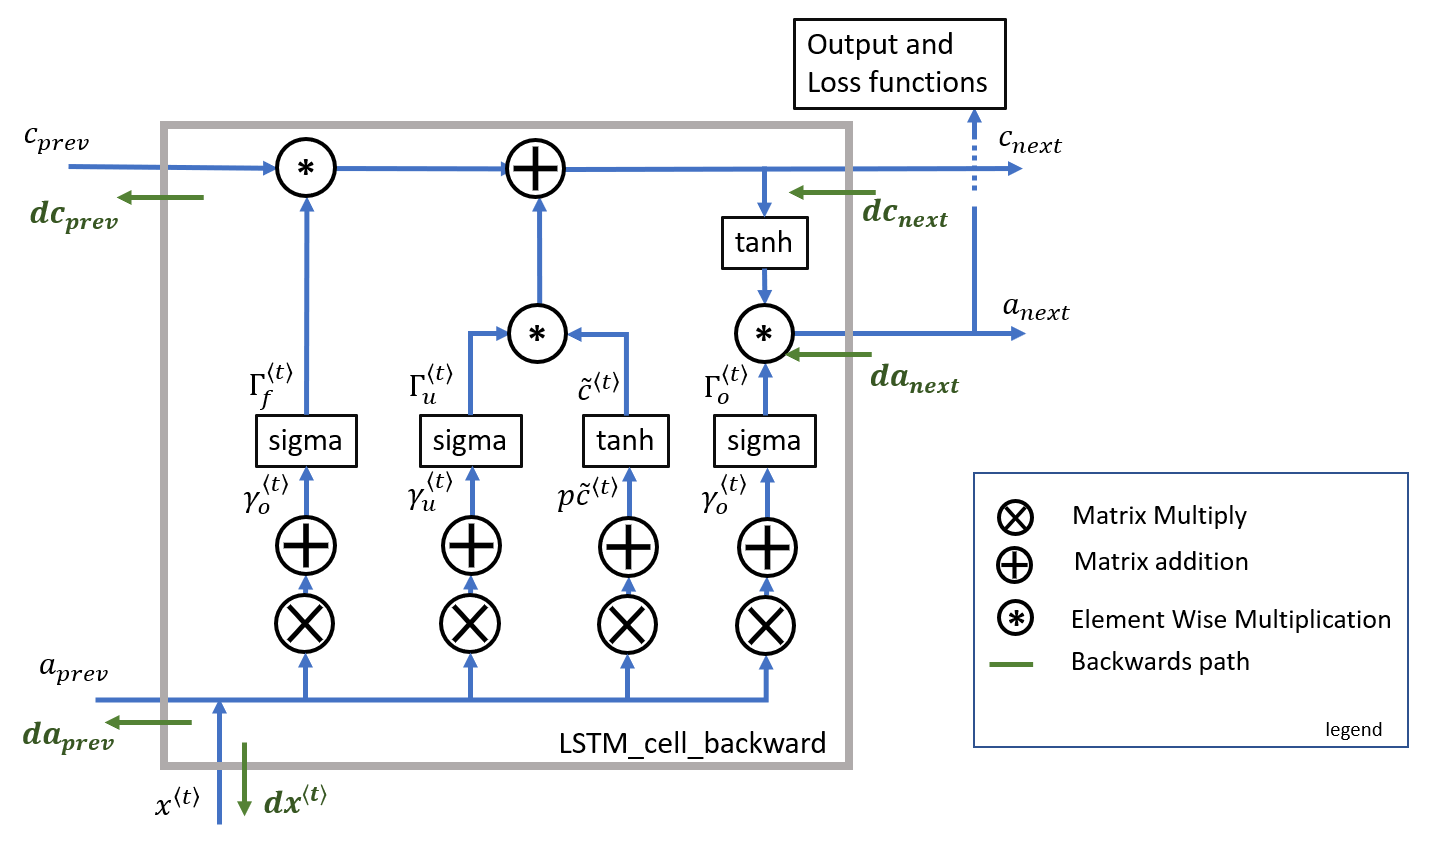 Output and
Loss functions
c_prev
c_next
dc_prev
dc_next
tanh
a_next
da_next
Γ_f^⟨t⟩
Γ_u^⟨t⟩
c̃^⟨t⟩
Γ_o^⟨t⟩
sigma
sigma
tanh
sigma
γ_o^⟨t⟩
γ_u^⟨t⟩
pc̃^⟨t⟩
γ_o^⟨t⟩
a_prev
da_prev
LSTM_cell_backward
x^⟨t⟩
dx^⟨t⟩
Matrix Multiply
Matrix addition
Element Wise Multiplication
Backwards path
legend